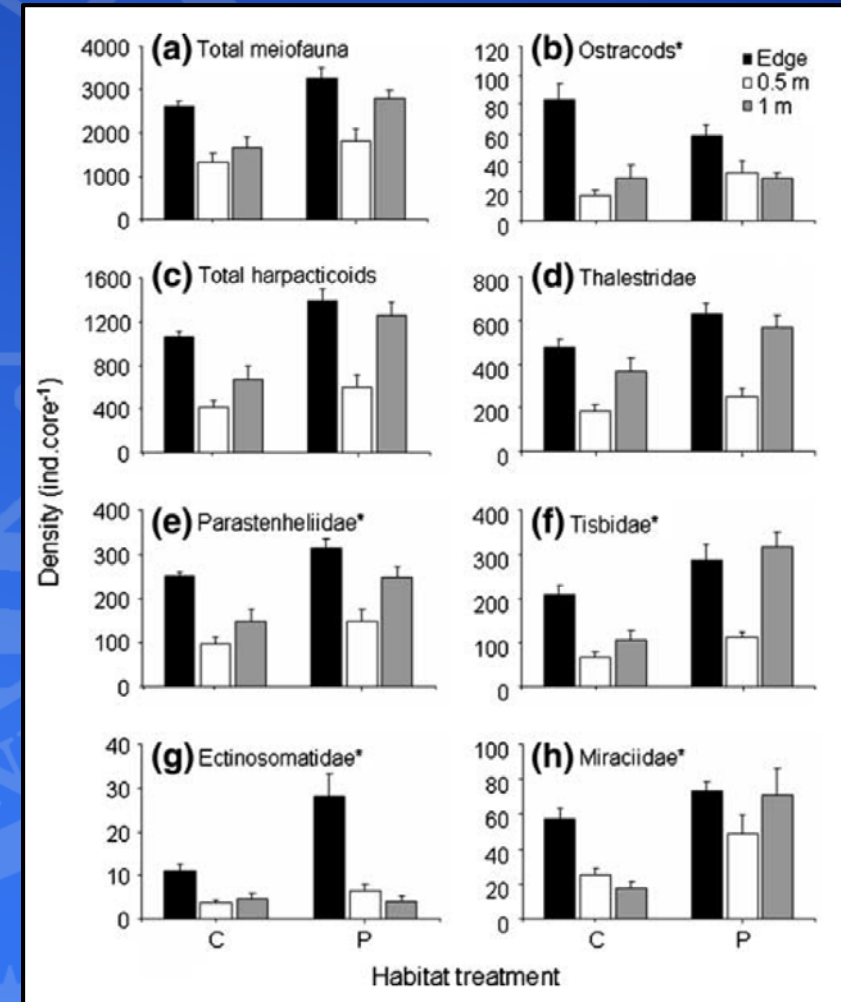 (a) Total meiofauna
4000
3000
2000
1000
0
(b) Ostracods*
Edge
0.5 m
1 m
120
100
80
60
40
20
0
(c) Total harpacticoids
1600
1200
800
400
0
(d) Thalestridae
800
600
400
200
0
Density (ind.core-1)
(e) Parastenheliidae*
400
300
200
100
0
(f) Tisbidae*
400
300
200
100
0
(g) Ectinosomatidae*
40
30
20
10
0
C P
(h) Miraciidae*
100
80
60
40
20
0
C P
Habitat treatment